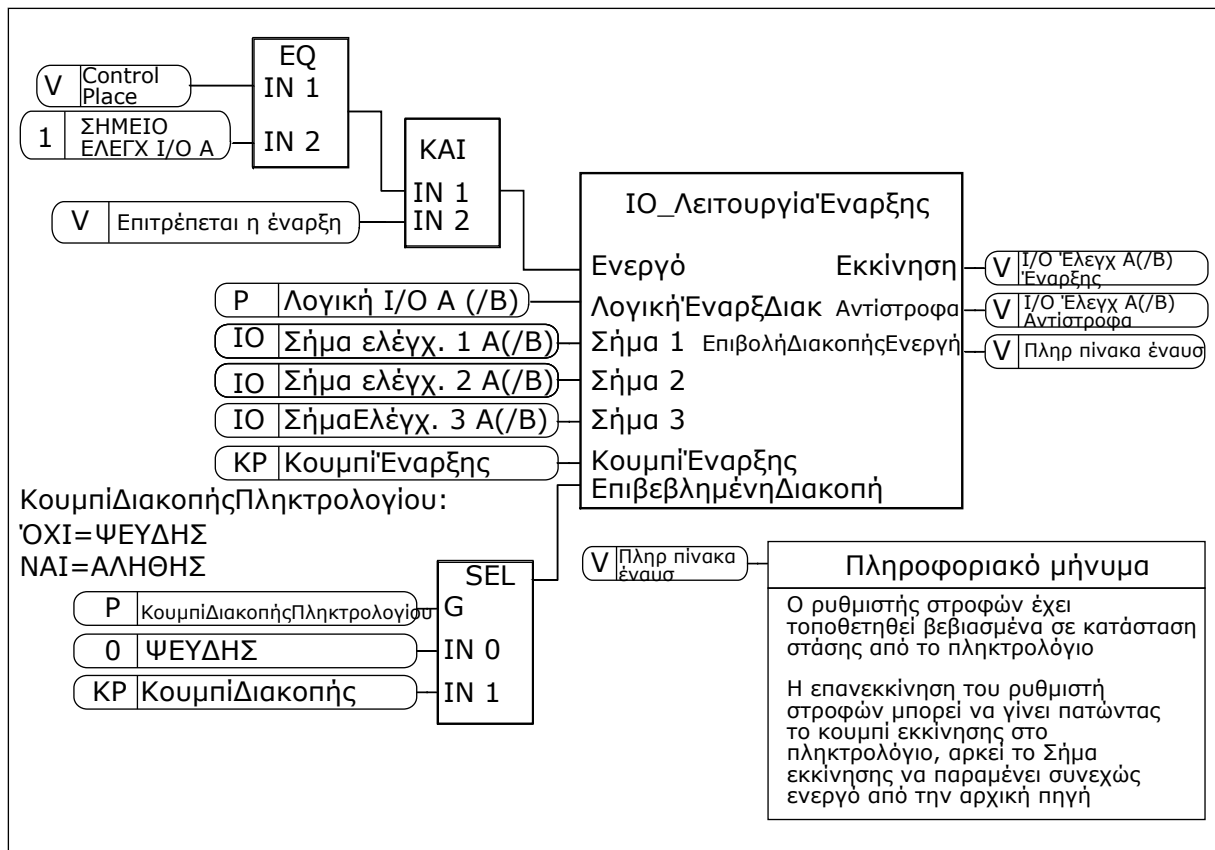 EQ
IN 1
IN 2
V Control
Place
1 ΣΗΜΕΙΟ
ΕΛΕΓΧ I/O A
ΚΑΙ
IN 1
IN 2
V Επιτρέπεται η έναρξη
IO_ΛειτουργίαΈναρξης
Ενεργό
ΛογικήΈναρξΔιακ
Σήμα 1
Σήμα 2
Σήμα 3
ΚουμπίΈναρξης
ΕπιβεβλημένηΔιακοπή
Εκκίνηση
Αντίστροφα
ΕπιβολήΔιακοπήςΕνεργή
V I/O Έλεγχ A(/B)
Έναρξης
V I/O Έλεγχ A(/B)
Αντίστροφα
V Πληρ πίνακα έναυσ
P Λογική I/O A (/B)
IO Σήμα ελέγχ. 1 A(/B)
IO Σήμα ελέγχ. 2 A(/B)
IO ΣήμαΕλέγχ. 3 A(/B)
KP ΚουμπίΈναρξης
ΚουμπίΔιακοπήςΠληκτρολογίου:
ΌΧΙ=ΨΕΥΔΗΣ
ΝΑΙ=ΑΛΗΘΗΣ
SEL
G
IN 0
IN 1
P ΚουμπίΔιακοπήςΠληκτρολογίου
0 ΨΕΥΔΗΣ
KP ΚουμπίΔιακοπής
V Πληρ πίνακα
έναυσ
Πληροφοριακό μήνυμα
Ο ρυθμιστής στροφών έχει
τοποθετηθεί βεβιασμένα σε κατάσταση
στάσης από το πληκτρολόγιο
Η επανεκκίνηση του ρυθμιστή
στροφών μπορεί να γίνει πατώντας
το κουμπί εκκίνησης στο
πληκτρολόγιο, αρκεί το Σήμα
εκκίνησης να παραμένει συνεχώς
ενεργό από την αρχική πηγή